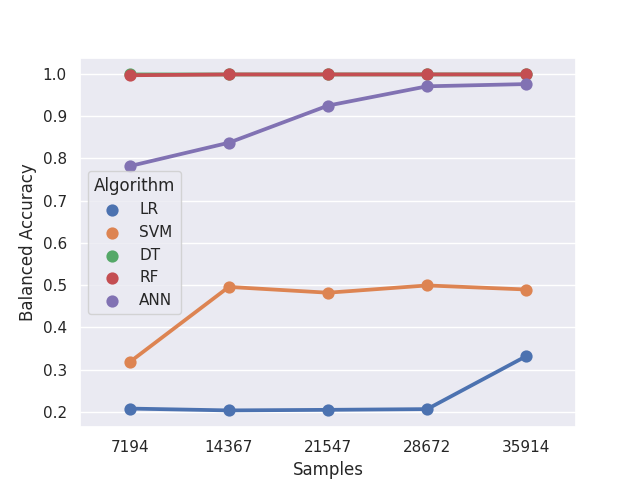 1.0
0.9
0.8
0.7
0.6
0.5
0.4
0.3
0.2
Balanced Accuracy
Algorithm
LR
SVM
DT
RF
ANN
7194 14367 21547 28672 35914
Samples